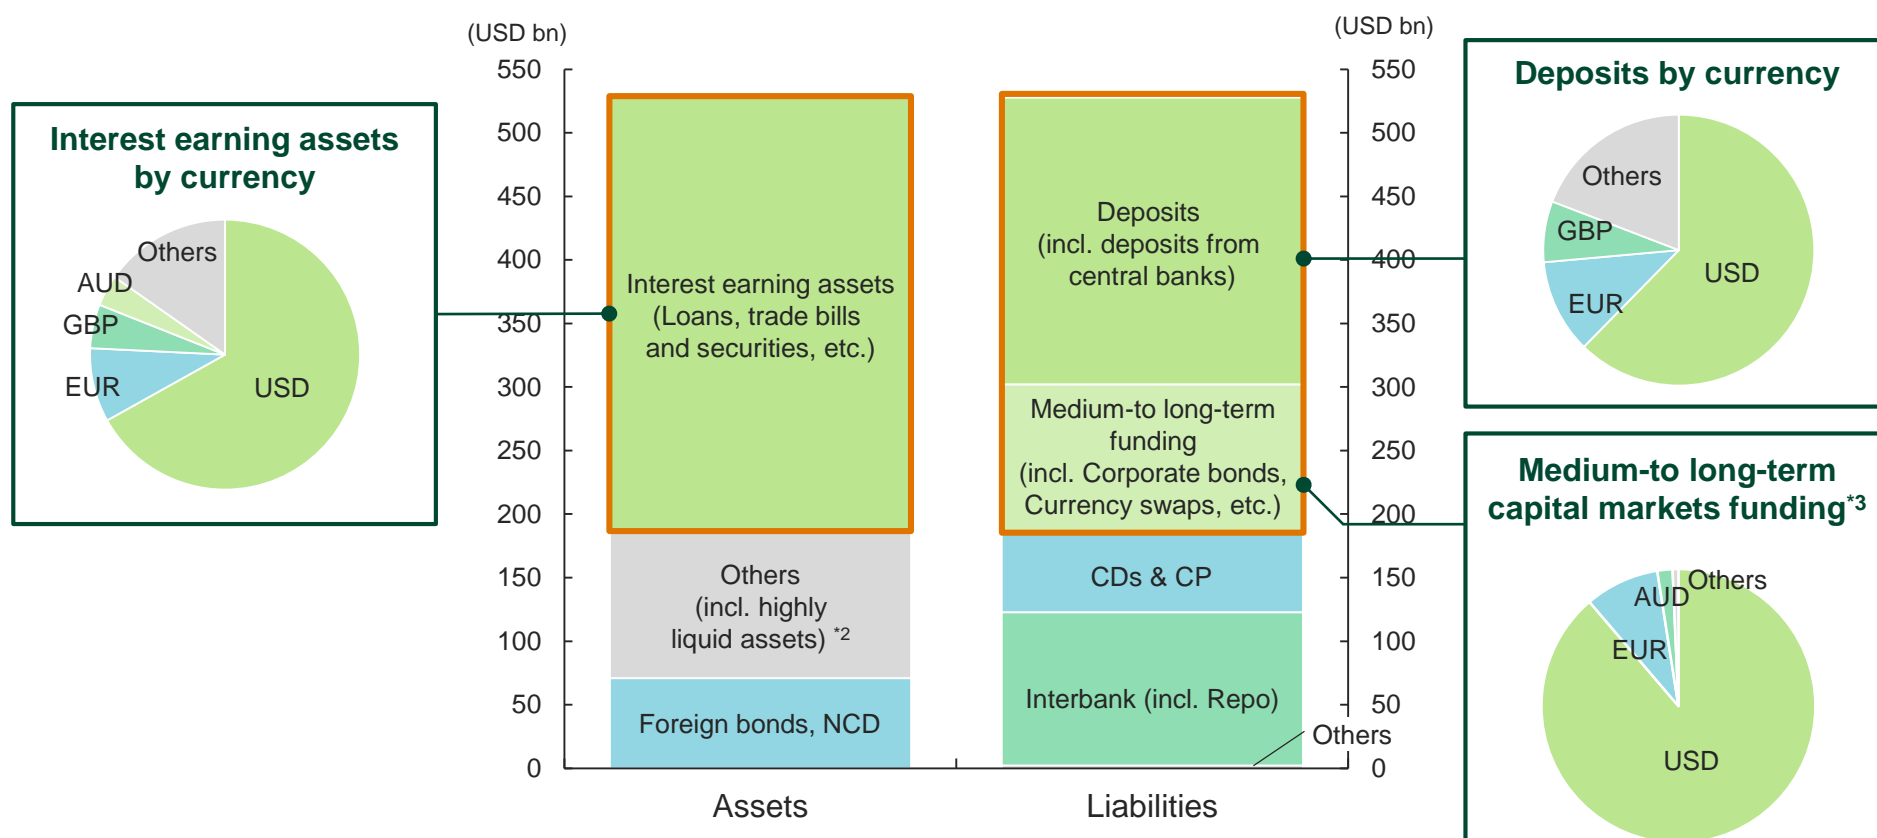 Interest earning assets
by currency
Others
AUD
GBP
EUR
USD
(USD bn)
550
500
450
400
350
300
250
200
150
100
50
0
Interest earning assets
(Loans, trade bills
and securities, etc.)
Others
(incl. highly
liquid assets) *2
Foreign bonds, NCD
Assets
Deposits
(incl. deposits from
central banks)
Medium-to long-term
funding
(incl. Corporate bonds,
Currency swaps, etc.)
CDs & CP
Interbank (incl. Repo)
Others
Liabilities
(USD bn)
550
500
450
400
350
300
250
200
150
100
50
0
Deposits by currency
Others
GBP
EUR
USD
Medium-to long-term
capital markets funding*3
Others
AUD
EUR
USD